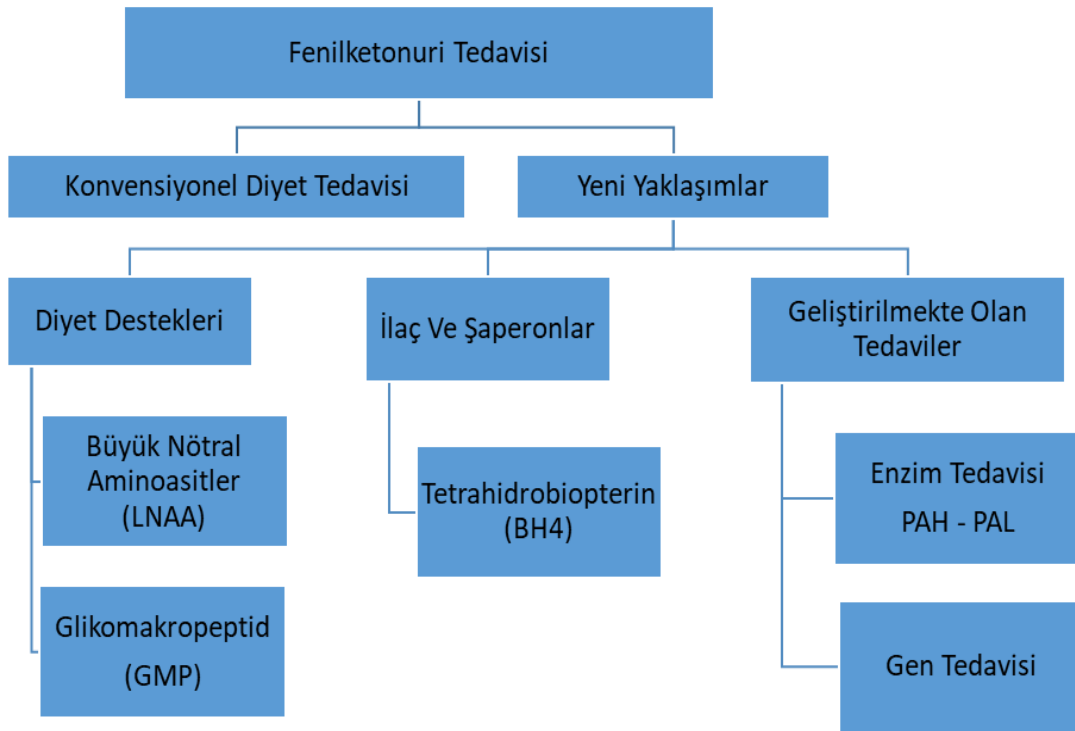 Fenilketonuri Tedavisi
Konvensiyonel Diyet Tedavisi
Yeni Yaklaşımlar
Diyet Destekleri
Büyük Nötral
Aminoasitler
(LNAA)
Glikomakropeptid
(GMP)
İlaç Ve Şaperonlar
Tetrahidrobiopterin
(BH4)
Geliştirilmekte Olan
Tedaviler
Enzim Tedavisi
PAH - PAL
Gen Tedavisi